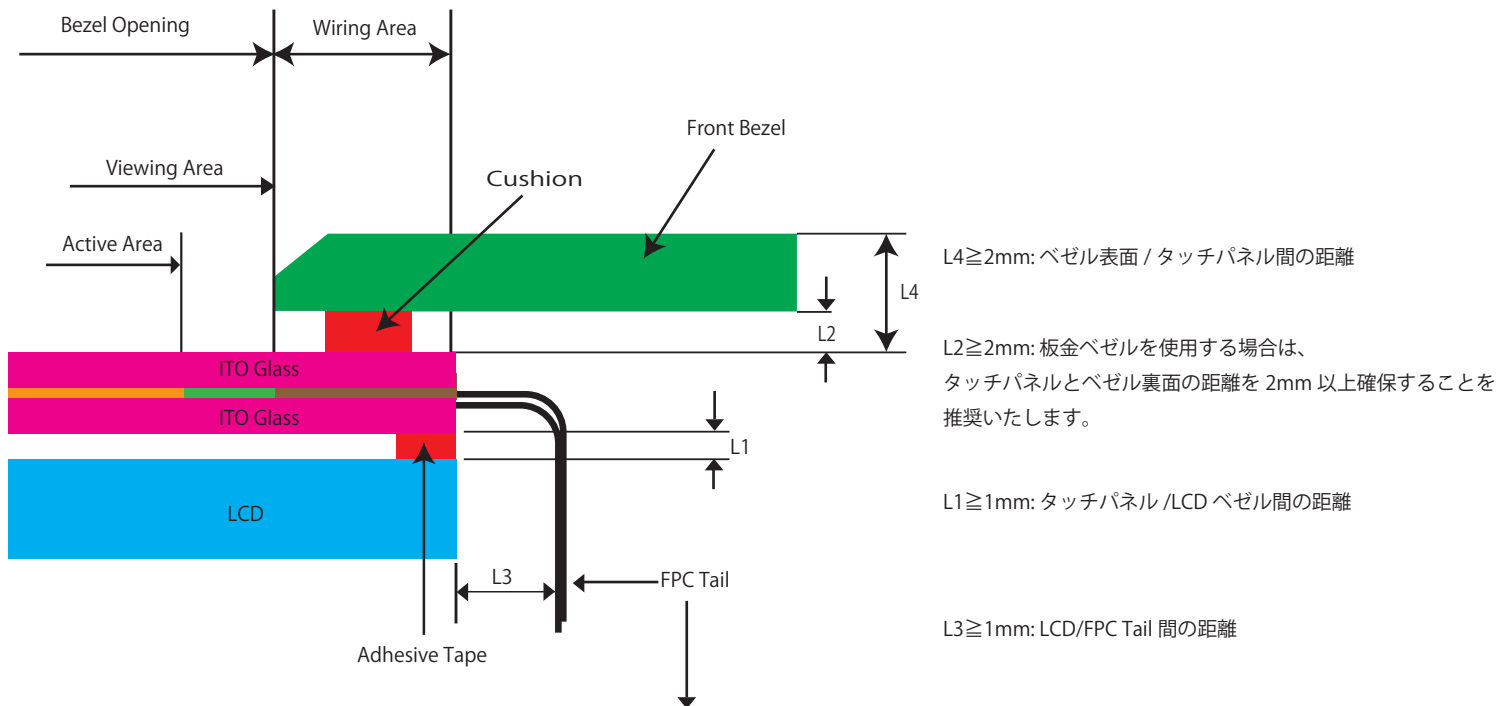 Bezel Opening
Wiring Area
Front Bezel
Viewing Area
Cushion
Active Area
L4
L2
ITO Glass
ITO Glass
L1
LCD
L3
FPC Tail
Adhesive Tape
L4≧2mm: ベゼル表面 / タッチパネル間の距離
L2≧2mm: 板金ベゼルを使用する場合は、
タッチパネルとベゼル裏面の距離を 2mm 以上確保することを
推奨いたします。
L1≧1mm: タッチパネル /LCD ベゼル間の距離
L3≧1mm: LCD/FPC Tail 間の距離